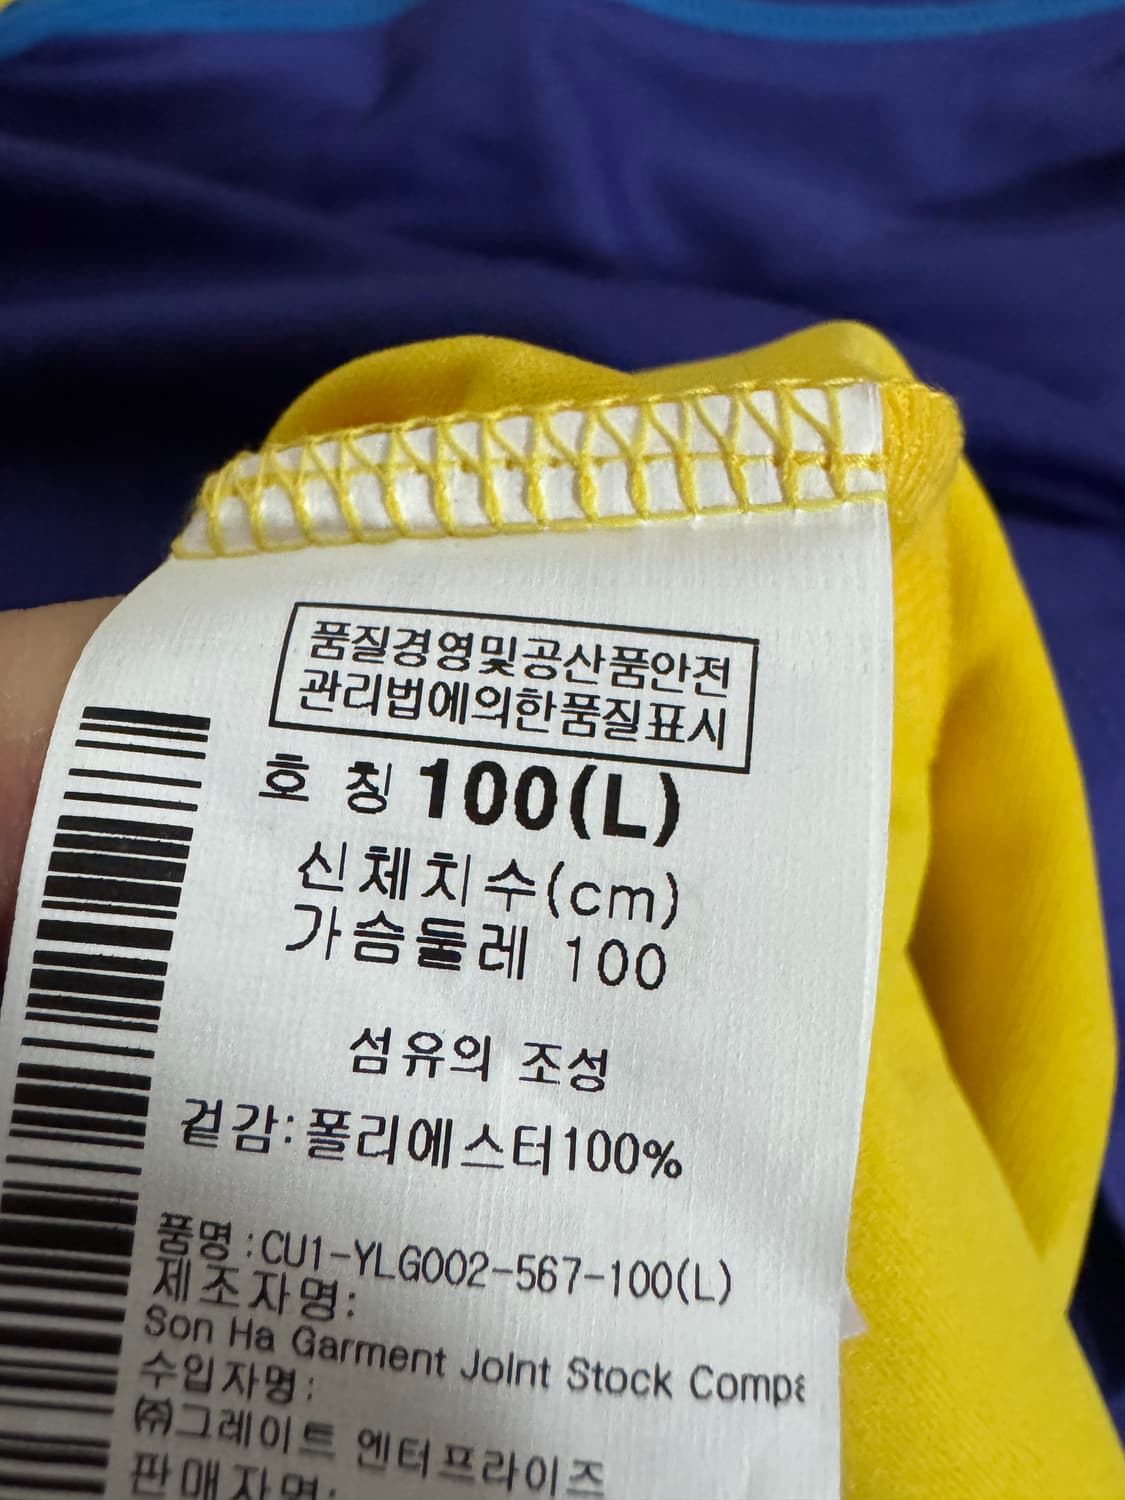 품질경영및공산품안전
관리법에의한품질표시
호 칭 100(L)
신체치수(cm)
가슴둘레 100
섬유의 조성
겉감:폴리에스터100%
품명:CU1-YLG002-567-100(L)
제조자명:
Son Ha Garment Joint Stock Comp
수입자명:
㈜그레이트 엔터프라이즈
판매자명: